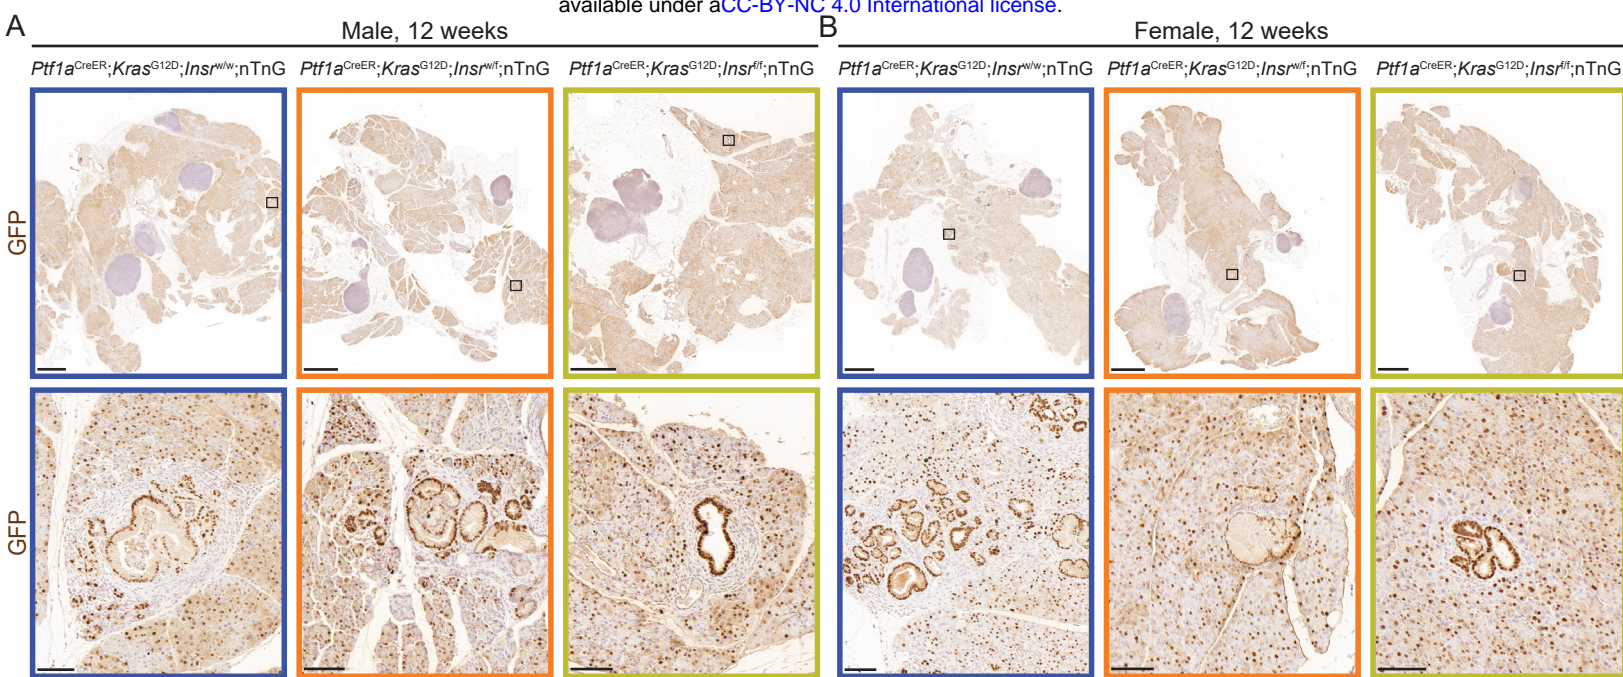 available under aCC-BY-NC 4.0 International license.
A
Male, 12 weeks
B
Female, 12 weeks
Ptf1aCreER;KrasG12D;Insrw/w;nTnG
Ptf1aCreER;KrasG12D;Insrw/f;nTnG
Ptf1aCreER;KrasG12D;Insrf/f;nTnG
Ptf1aCreER;KrasG12D;Insrw/w;nTnG
Ptf1aCreER;KrasG12D;Insrw/f;nTnG
Ptf1aCreER;KrasG12D;Insrf/f;nTnG
GFP
GFP